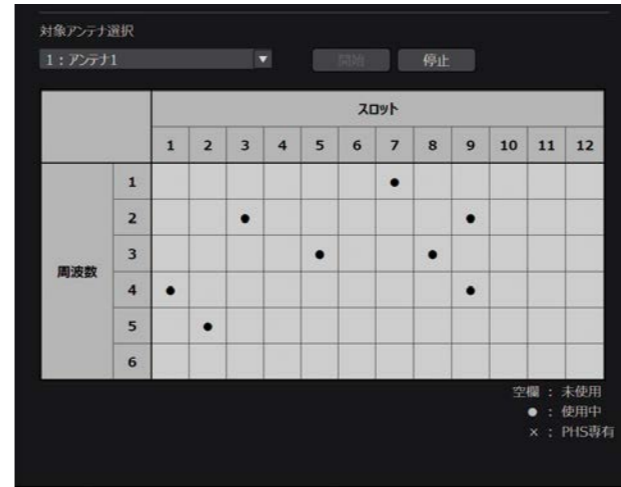 対象アンテナ選択
1:アンテナ1 ▼ 開始 停止
スロット
1 2 3 4 5 6 7 8 9 10 11 12
周波数
1 ●
2 ● ●
3 ● ●
4 ● ●
5 ●
6
空欄 : 未使用
● : 使用中
× : PHS専有